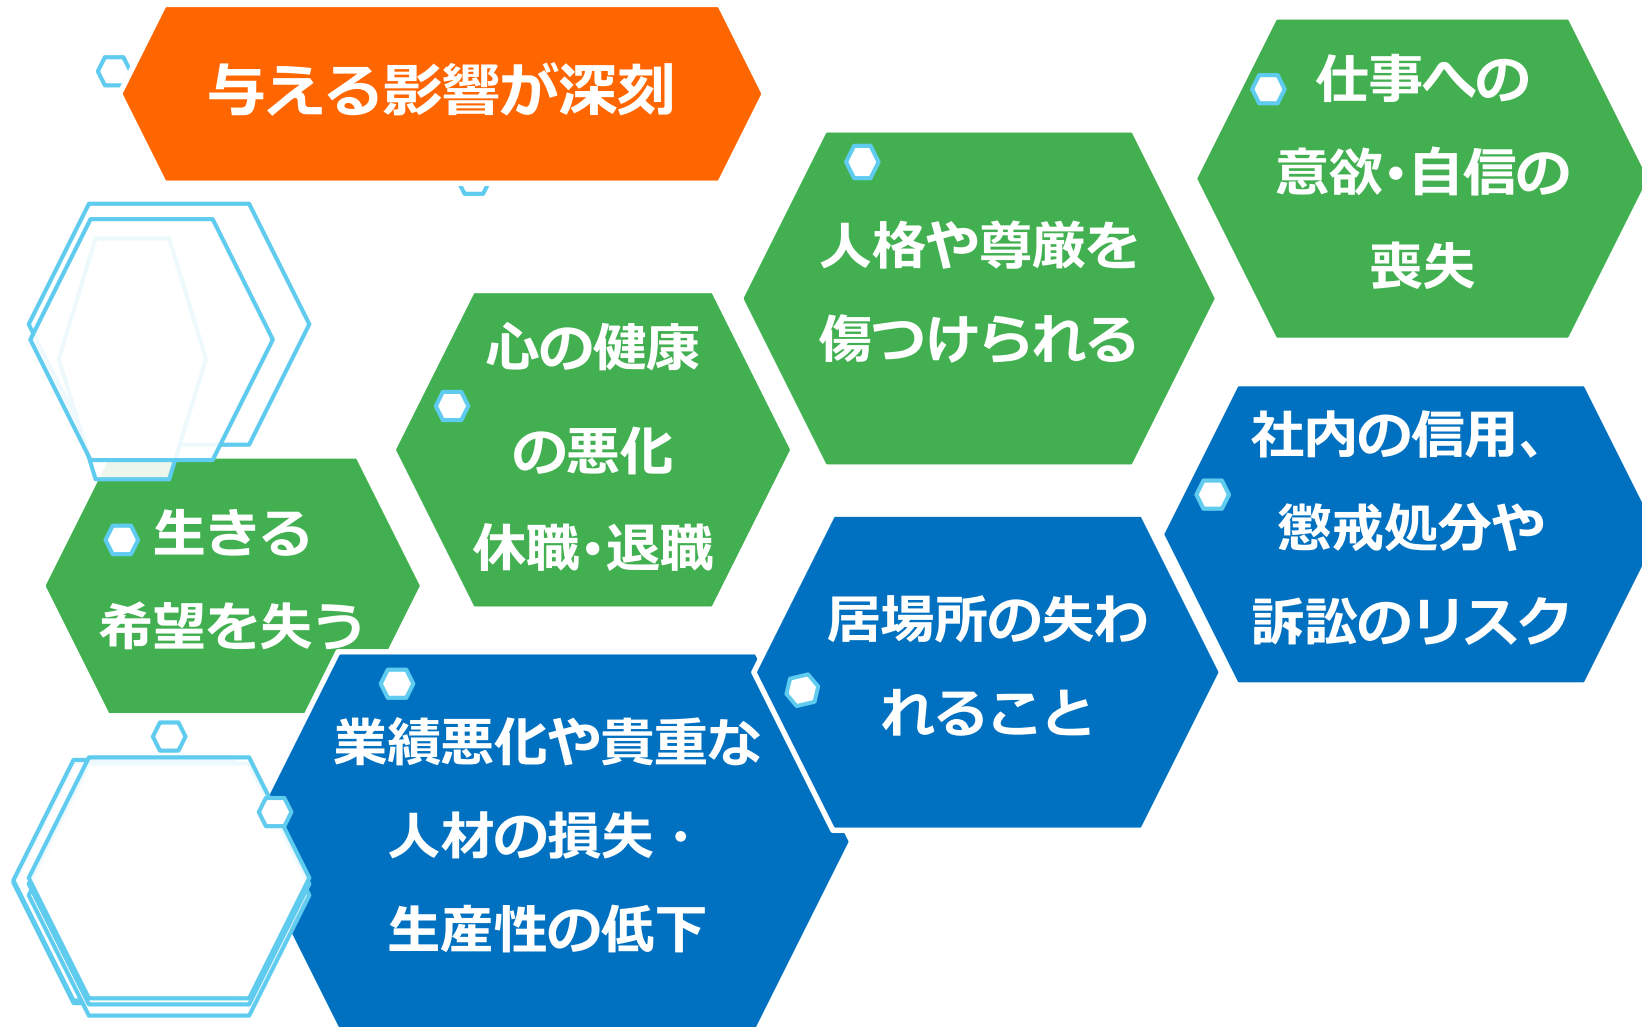 与える影響が深刻
仕事への
意欲・自信の
喪失
人格や尊厳を
傷つけられる
心の健康
の悪化
休職・退職
生きる
希望を失う
社内の信用、
懲戒処分や
訴訟のリスク
居場所の失わ
れること
業績悪化や貴重な
人材の損失・
生産性の低下